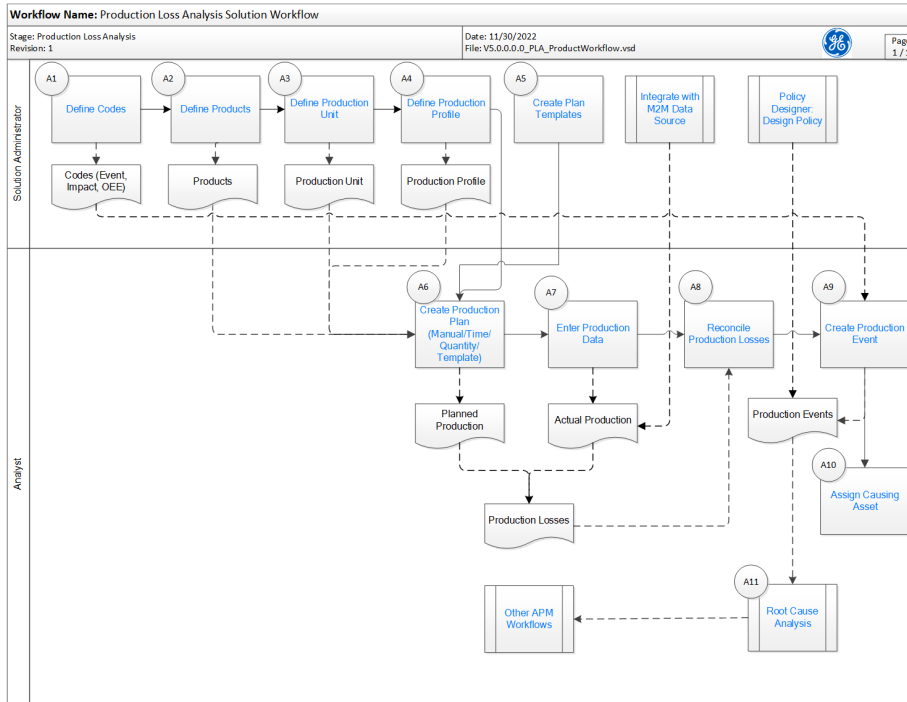 Workflow Name: Production Loss Analysis Solution Workflow
Stage: Production Loss Analysis
Revision: 1
Date: 11/30/2022
File: V5.0.0.0.0_PLA_ProductWorkflow.vsd
Page
1 / 1
Solution Administrator
A1
Define Codes
A2
Define Products
A3
Define Production
Unit
A4
Define Production
Profile
A5
Create Plan
Templates
Integrate with
M2M Data
Source
Policy
Designer:
Design Policy
Codes (Event,
Impact, OEE)
Products
Production Unit
Production Profile
Analyst
A6
Create Production
Plan
(Manual/Time/
Quantity/
Template)
A7
Enter Production
Data
A8
Reconcile
Production Losses
A9
Create Production
Event
Planned
Production
Actual Production
Production Events
A10
Assign Causing
Asset
Production Losses
A11
Root Cause
Analysis
Other APM
Workflows